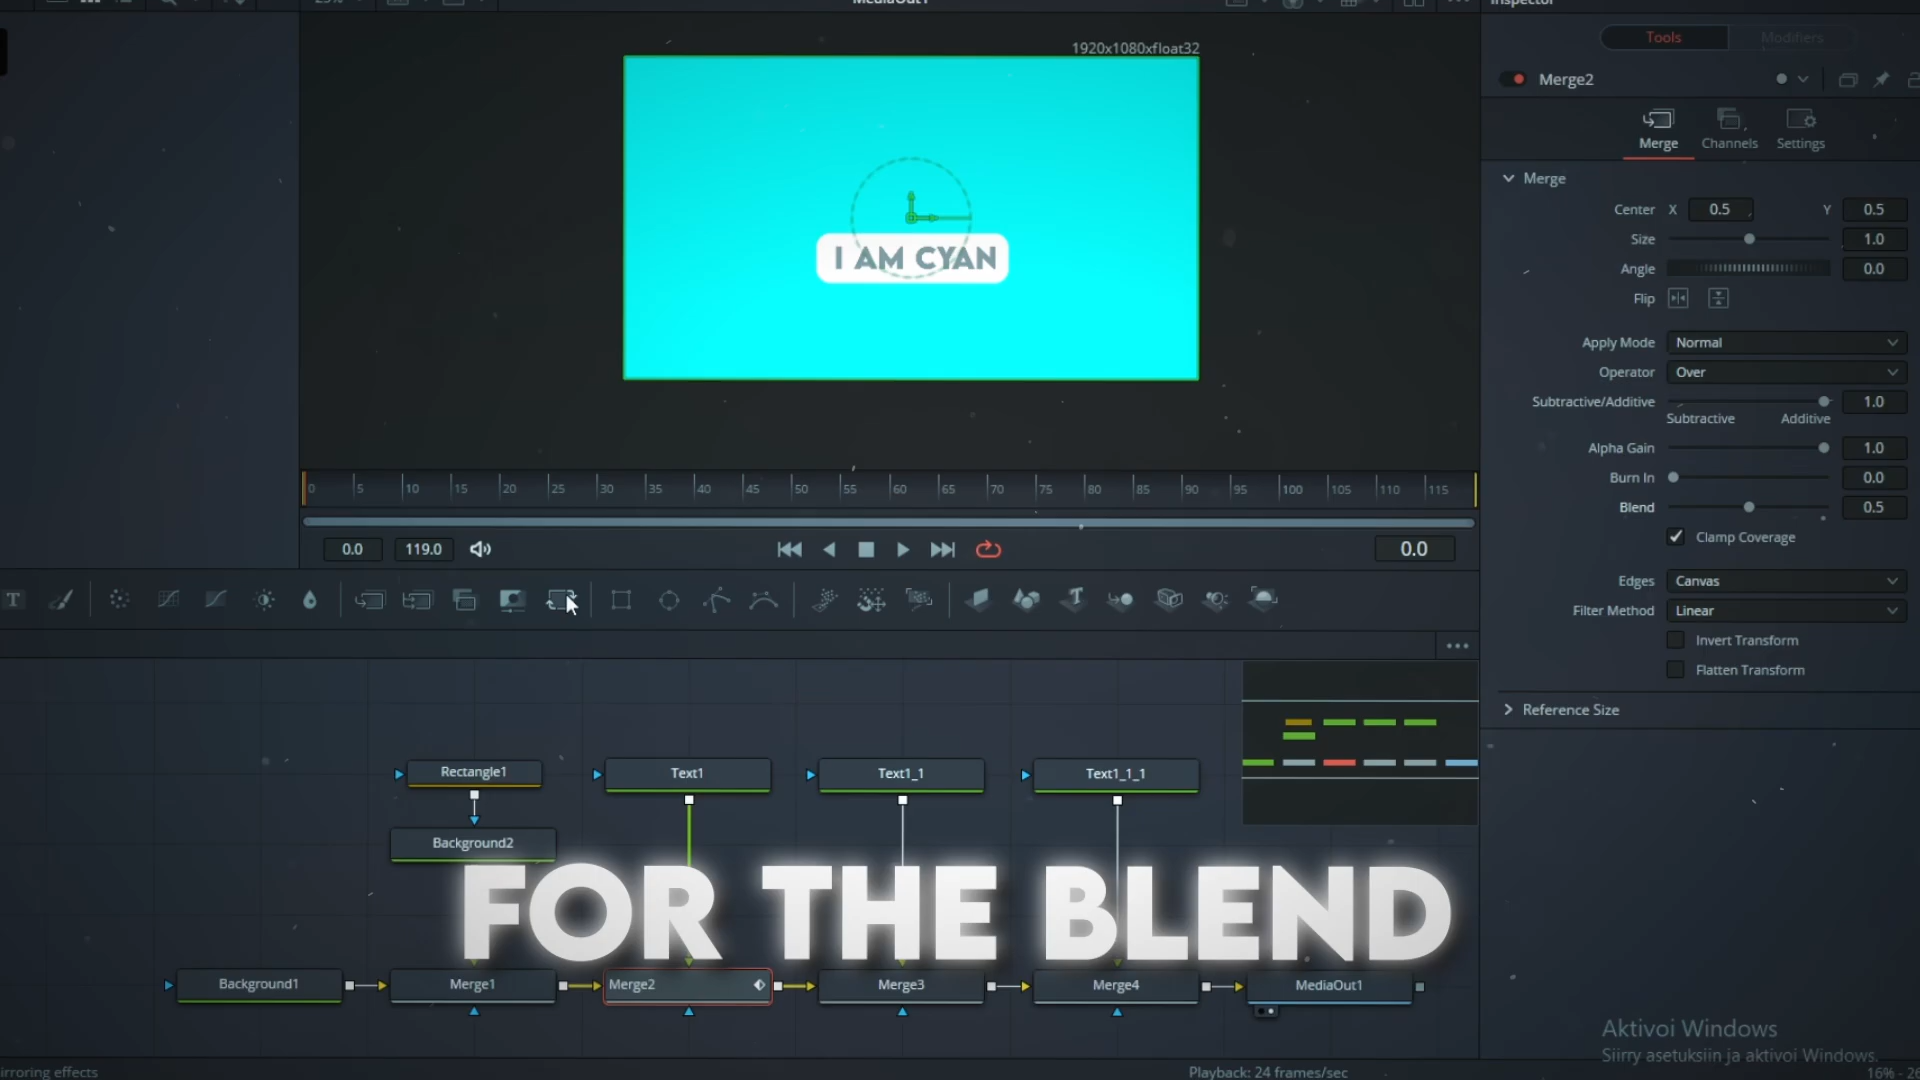 MediaOut1
Inspector
1920x1080xfloat32
Tools
Modifiers
Merge2
Merge
Channels
Settings
Merge
Center X 0.5 Y 0.5
Size 1.0
Angle 0.0
Flip
Apply Mode Normal
Operator Over
Subtractive/Additive 1.0
Subtractive Additive
Alpha Gain 1.0
Burn In 0.0
Blend 0.5
Clamp Coverage
Edges Canvas
Filter Method Linear
Invert Transform
Flatten Transform
Reference Size
I AM CYAN
0 5 10 15 20 25 30 35 40 45 50 55 60 65 70 75 80 85 90 95 100 105 110 115
0.0 119.0 0.0
Rectangle1
Text1
Text1_1
Text1_1_1
Background2
FOR THE BLEND
Background1
Merge1
Merge2
Merge3
Merge4
MediaOut1
Aktivoi Windows
Siirry asetuksiin ja aktivoi Windows.
Playback: 24 frames/sec